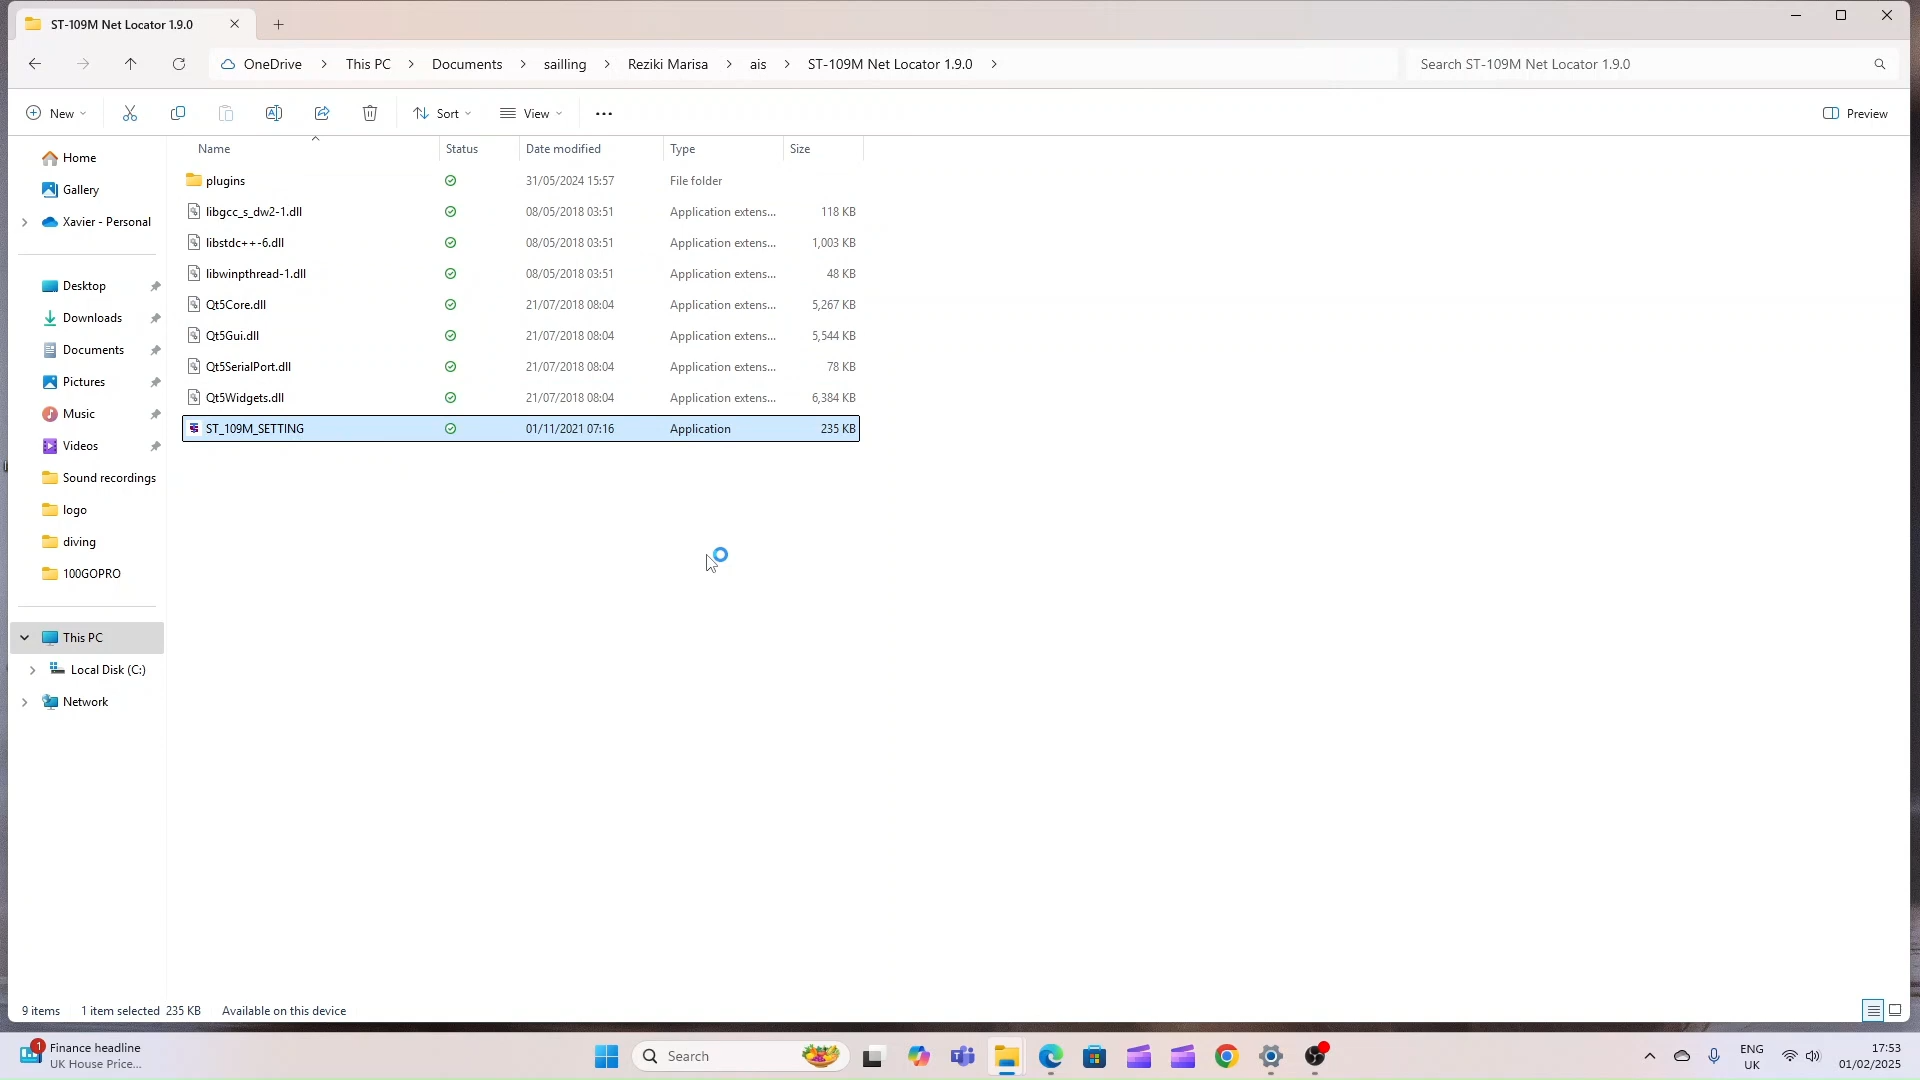 ST-109M Net Locator 1.9.0
OneDrive This PC Documents sailling Reziki Marisa ais ST-109M Net Locator 1.9.0
Search ST-109M Net Locator 1.9.0
New Sort View Preview
Name Status Date modified Type Size
plugins 31/05/2024 15:57 File folder
libgcc_s_dw2-1.dll 08/05/2018 03:51 Application extens... 118 KB
libstdc++-6.dll 08/05/2018 03:51 Application extens... 1,003 KB
libwinpthread-1.dll 08/05/2018 03:51 Application extens... 48 KB
Qt5Core.dll 21/07/2018 08:04 Application extens... 5,267 KB
Qt5Gui.dll 21/07/2018 08:04 Application extens... 5,544 KB
Qt5SerialPort.dll 21/07/2018 08:04 Application extens... 78 KB
Qt5Widgets.dll 21/07/2018 08:04 Application extens... 6,384 KB
ST_109M_SETTING 01/11/2021 07:16 Application 235 KB
Home
Gallery
Xavier - Personal
Desktop
Downloads
Documents
Pictures
Music
Videos
Sound recordings
logo
diving
100GOPRO
This PC
Local Disk (C:)
Network
9 items 1 item selected 235 KB Available on this device
1
Finance headline
UK House Price...
Search
ENG
UK
17:53
01/02/2025